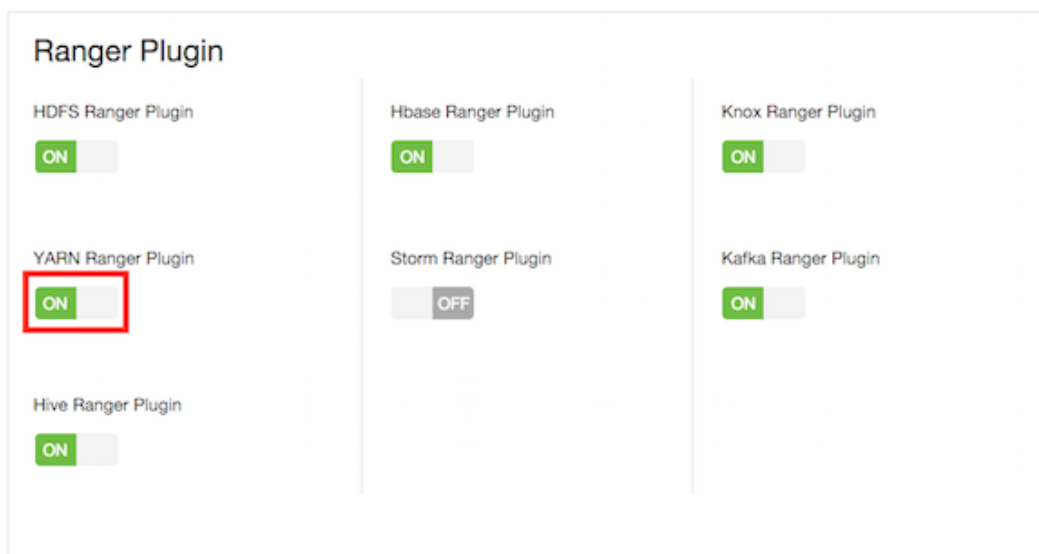 Ranger Plugin
HDFS Ranger Plugin
ON
Hbase Ranger Plugin
ON
Knox Ranger Plugin
ON
YARN Ranger Plugin
ON
Storm Ranger Plugin
OFF
Kafka Ranger Plugin
ON
Hive Ranger Plugin
ON